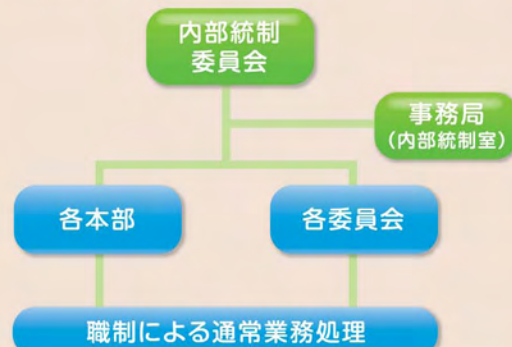 内部統制
委員会
事務局
（内部統制室）
各本部
各委員会
職制による通常業務処理